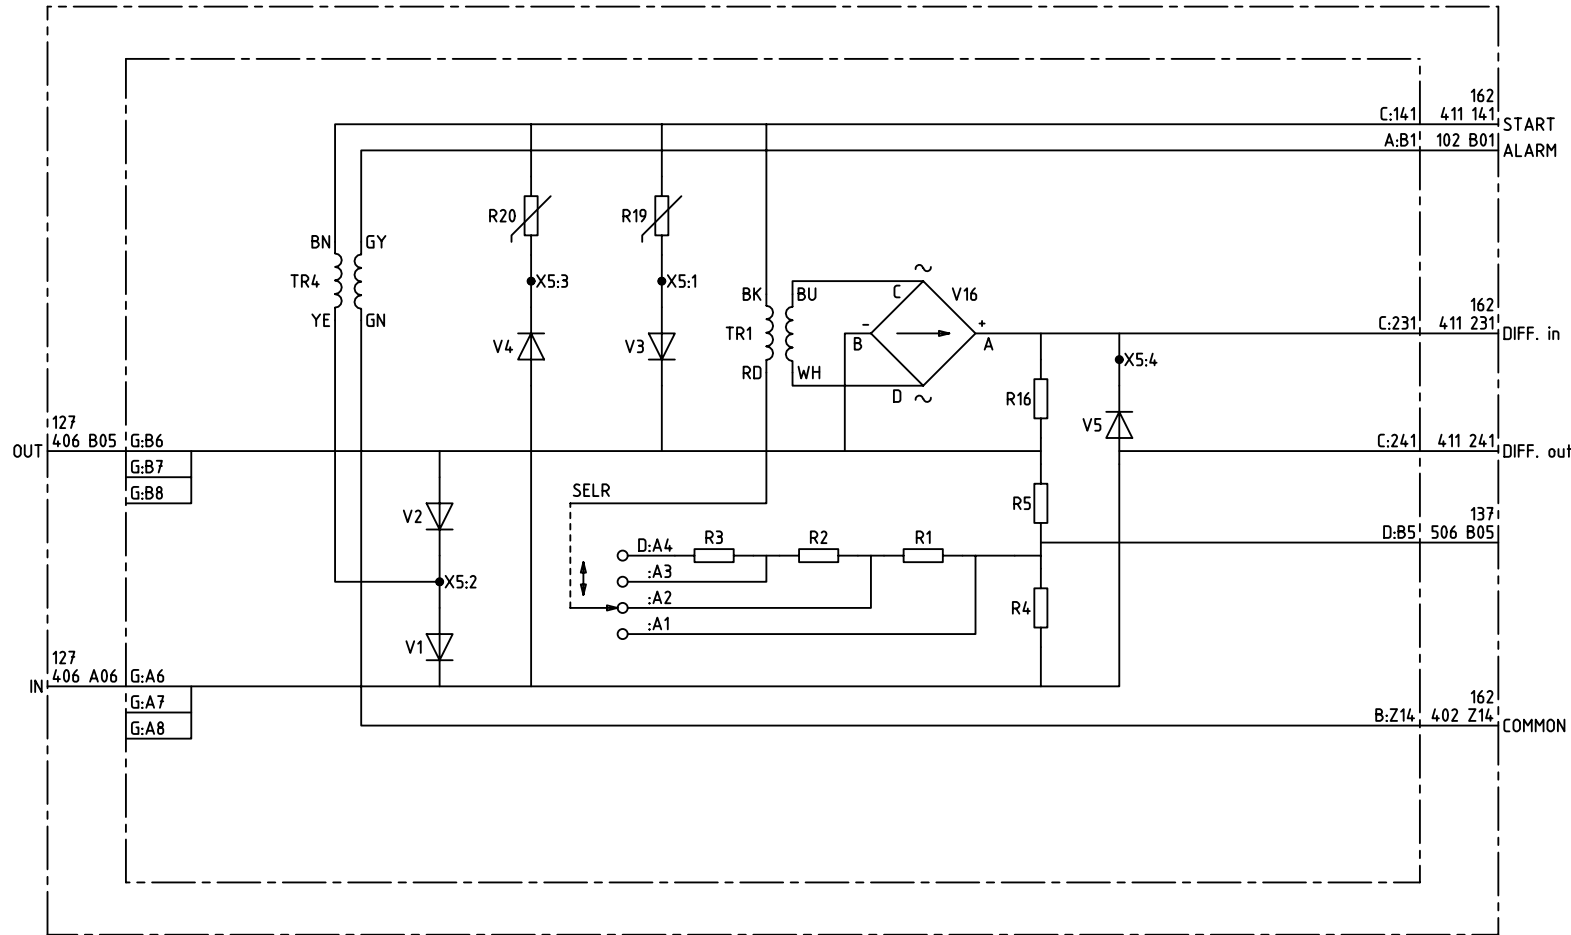 162
C:141 411 141 START
A:B1 102 B01 ALARM
R20 R19
BN GY
TR4 X5:3 X5:1
YE GN
~
BK BU C V16
162
C:231 411 231 DIFF. in
V4 V3 TR1 - B + A
X5:4
RD WH
D ~
R16
V5
127
OUT 406 B05 G:B6
C:241 411 241 DIFF. out
G:B7
G:B8
SELR
V2 R5
137
D:B5 506 B05
D:A4 R3 R2 R1
X5:2 :A3
:A2
R4
:A1
V1
127
IN 406 A06 G:A6
G:A7
G:A8
162
B:Z14 402 Z14 COMMON